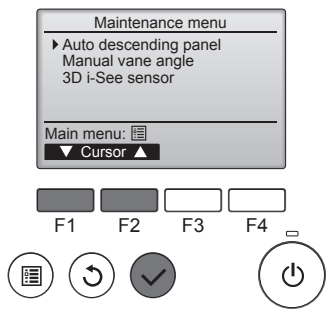 Maintenance menu
Auto descending panel
Manual vane angle
3D i-See sensor
Main menu:
▼ Cursor ▲
F1 F2 F3 F4